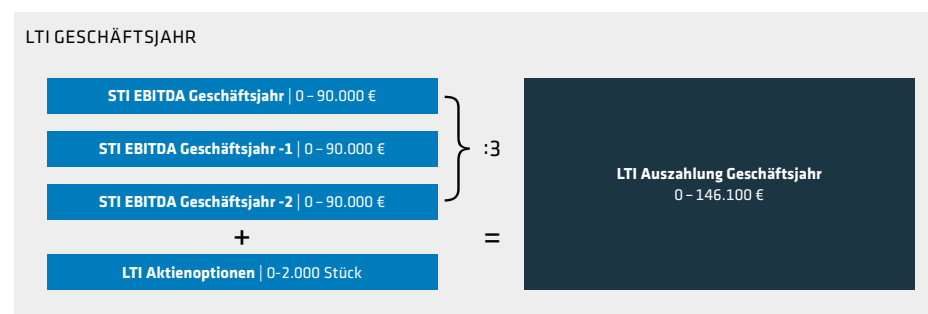 LTI GESCHÄFTSJAHR
STI EBITDA Geschäftsjahr | 0 – 90.000 €
STI EBITDA Geschäftsjahr -1 | 0 – 90.000 €
STI EBITDA Geschäftsjahr -2 | 0 – 90.000 €
:3
+
LTI Aktienoptionen | 0-2.000 Stück
=
LTI Auszahlung Geschäftsjahr
0 – 146.100 €